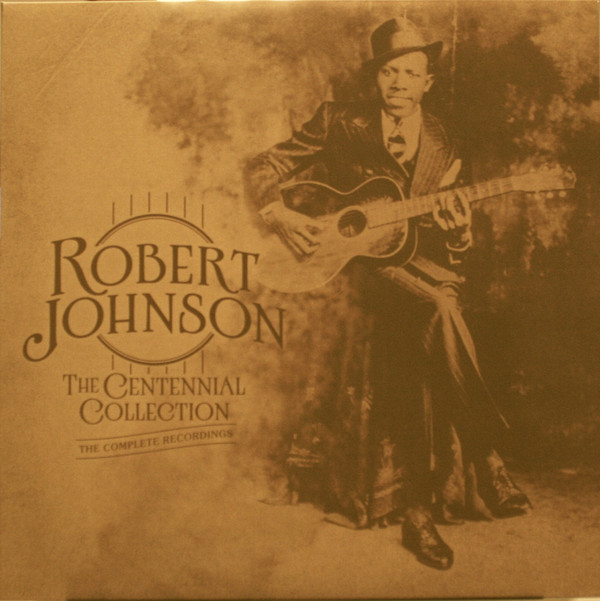 ROBERT
JOHNSON
THE CENTENNIAL
COLLECTION
THE COMPLETE RECORDINGS